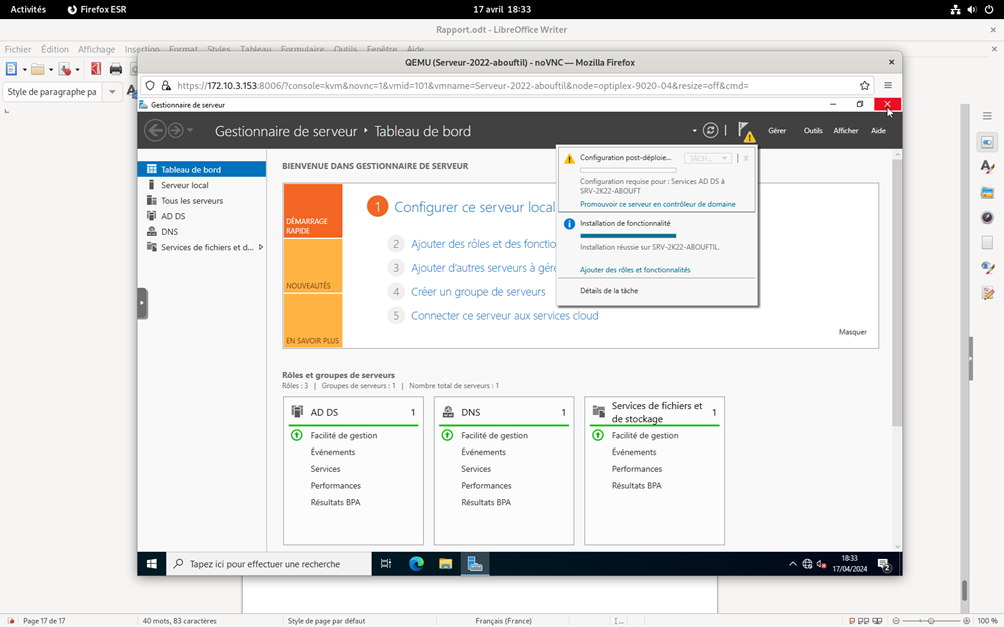 Activités
Firefox ESR
17 avril 18:33
Rapport.odt - LibreOffice Writer
Fichier Édition Affichage Insertion Format Styles Tableau Formulaire Outils Fenêtre Aide
QEMU (Serveur-2022-abouftil) - noVNC — Mozilla Firefox
https://172.10.3.153:8006/?console=kvm&novnc=1&vmid=101&vmname=Serveur-2022-abouftil&node=optiplex-9020-04&resize=off&cmd=
Style de paragraphe pa
Gestionnaire de serveur
Gestionnaire de serveur ‣ Tableau de bord
Gérer Outils Afficher Aide
Tableau de bord
Serveur local
Tous les serveurs
AD DS
DNS
Services de fichiers et d...
BIENVENUE DANS GESTIONNAIRE DE SERVEUR
DÉMARRAGE
RAPIDE
NOUVEAUTÉS
EN SAVOIR PLUS
1 Configurer ce serveur local
2 Ajouter des rôles et des fonctio
3 Ajouter d'autres serveurs à gére
4 Créer un groupe de serveurs
5 Connecter ce serveur aux services cloud
Masquer
Configuration post-déploie...
TÂCH...
X
Configuration requise pour : Services AD DS à
SRV-2K22-ABOUFT
Promouvoir ce serveur en contrôleur de domaine
Installation de fonctionnalité
Installation réussie sur SRV-2K22-ABOUFTIL.
Ajouter des rôles et fonctionnalités
Détails de la tâche
Rôles et groupes de serveurs
Rôles : 3 | Groupes de serveurs : 1 | Nombre total de serveurs : 1
AD DS 1
Facilité de gestion
Événements
Services
Performances
Résultats BPA
DNS 1
Facilité de gestion
Événements
Services
Performances
Résultats BPA
Services de fichiers et
de stockage 1
Facilité de gestion
Événements
Performances
Résultats BPA
Tapez ici pour effectuer une recherche
18:33
17/04/2024
2
Page 17 de 17
40 mots, 83 caractères
Style de page par défaut
Français (France)
100 %